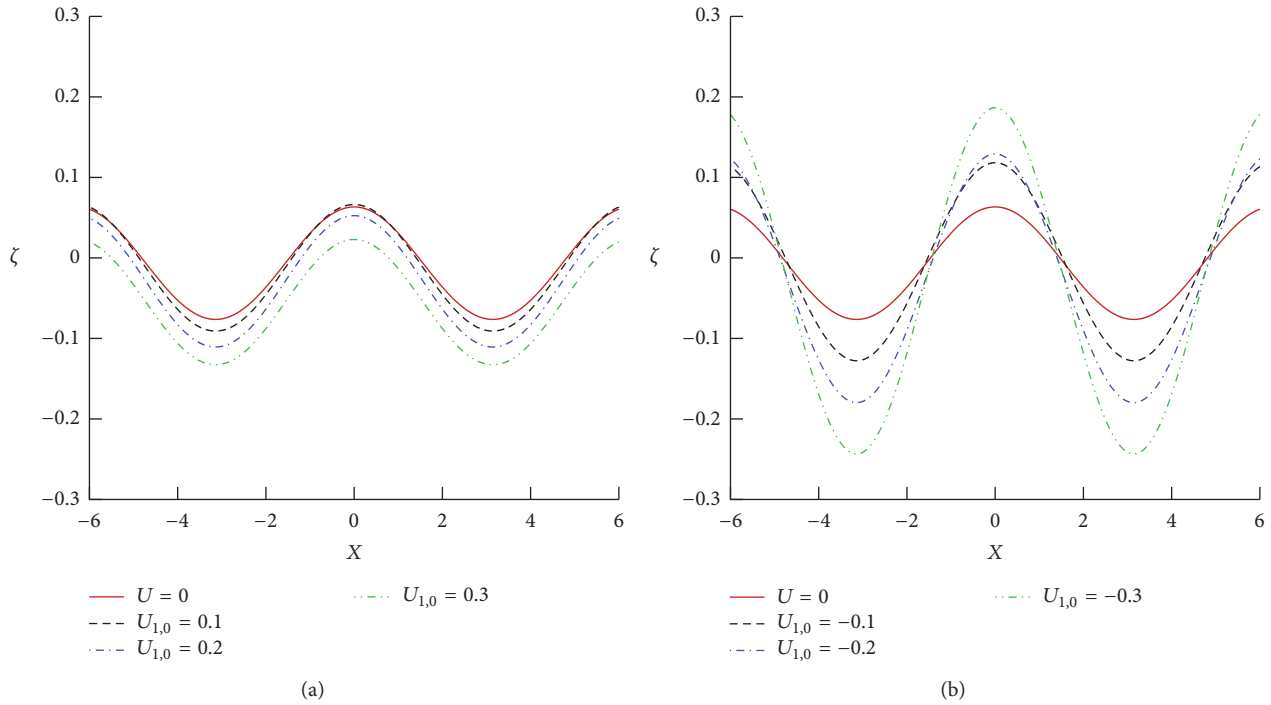 0.3
0.2
0.1
0
−0.1
−0.2
−0.3
ζ
−6 −4 −2 0 2 4 6
X
U = 0
U1,0 = 0.1
U1,0 = 0.2
U1,0 = 0.3
(a)
0.3
0.2
0.1
0
−0.1
−0.2
−0.3
ζ
−6 −4 −2 0 2 4 6
X
U = 0
U1,0 = −0.1
U1,0 = −0.2
U1,0 = −0.3
(b)